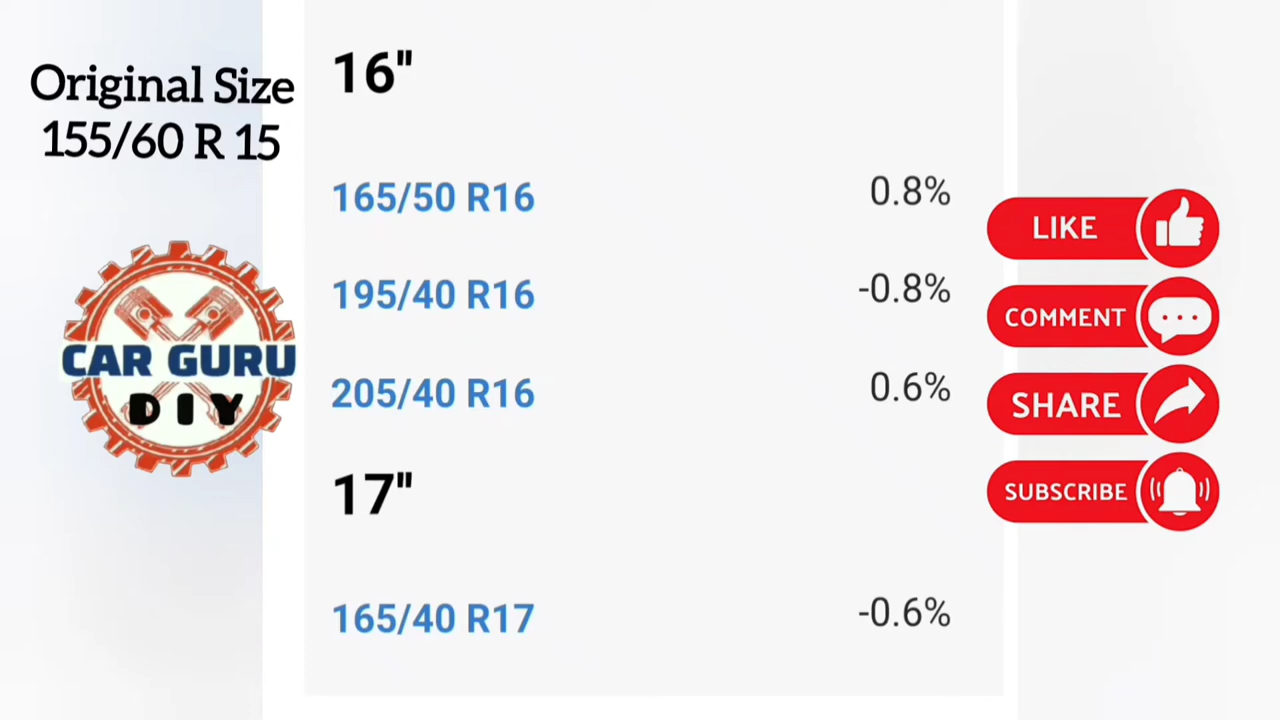 Original Size
155/60 R 15
CAR GURU
DIY
16"
165/50 R16 0.8%
195/40 R16 -0.8%
205/40 R16 0.6%
17"
165/40 R17 -0.6%
LIKE
COMMENT
SHARE
SUBSCRIBE